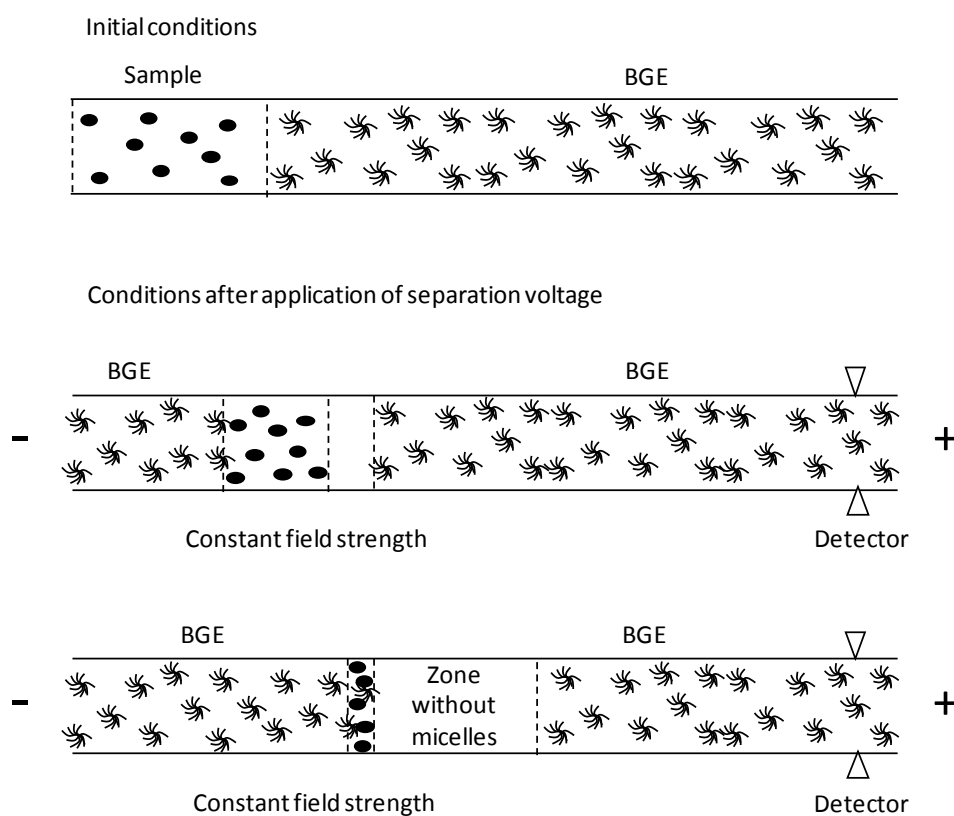 Initial conditions
Sample BGE
Conditions after application of separation voltage
BGE BGE
- +
Constant field strength Detector
BGE BGE
Zone
without
micelles
- +
Constant field strength Detector